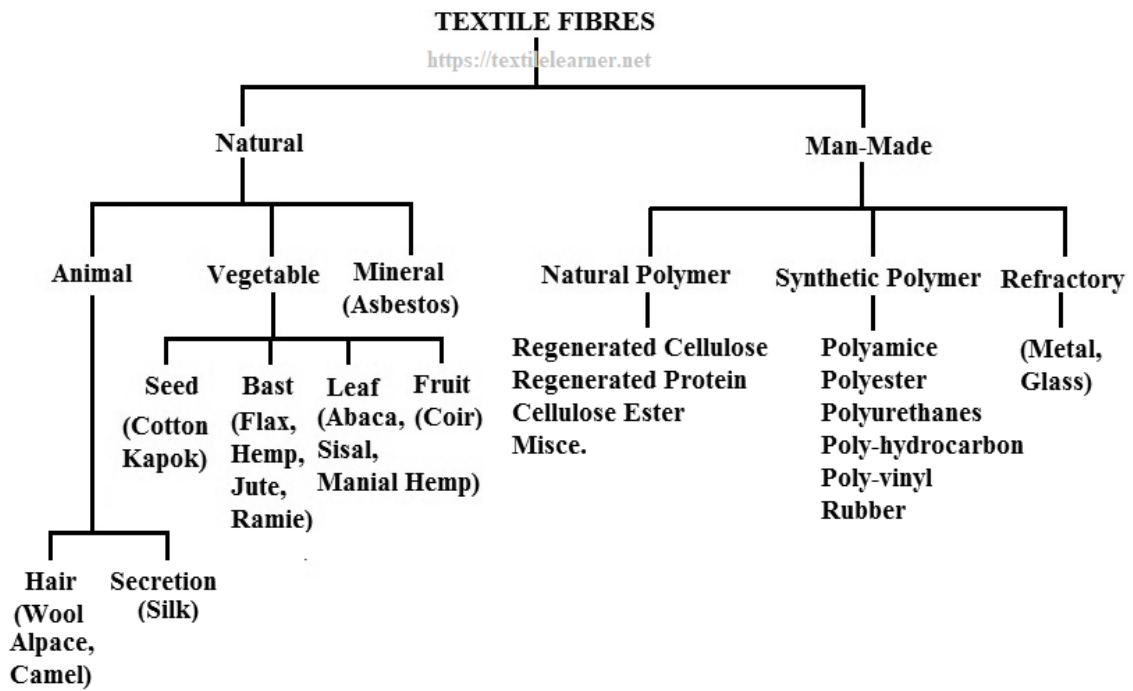 TEXTILE FIBRES
https://textilelearner.net
Natural
Man-Made
Animal
Vegetable
Mineral
(Asbestos)
Natural Polymer
Synthetic Polymer
Refractory
Seed
(Cotton
Kapok)
Bast
(Flax,
Hemp,
Jute,
Ramie)
Leaf
(Abaca,
Sisal,
Manial Hemp)
Fruit
(Coir)
Regenerated Cellulose
Regenerated Protein
Cellulose Ester
Misce.
Polyamice
Polyester
Polyurethanes
Poly-hydrocarbon
Poly-vinyl
Rubber
(Metal,
Glass)
Hair
(Wool
Alpace,
Camel)
Secretion
(Silk)